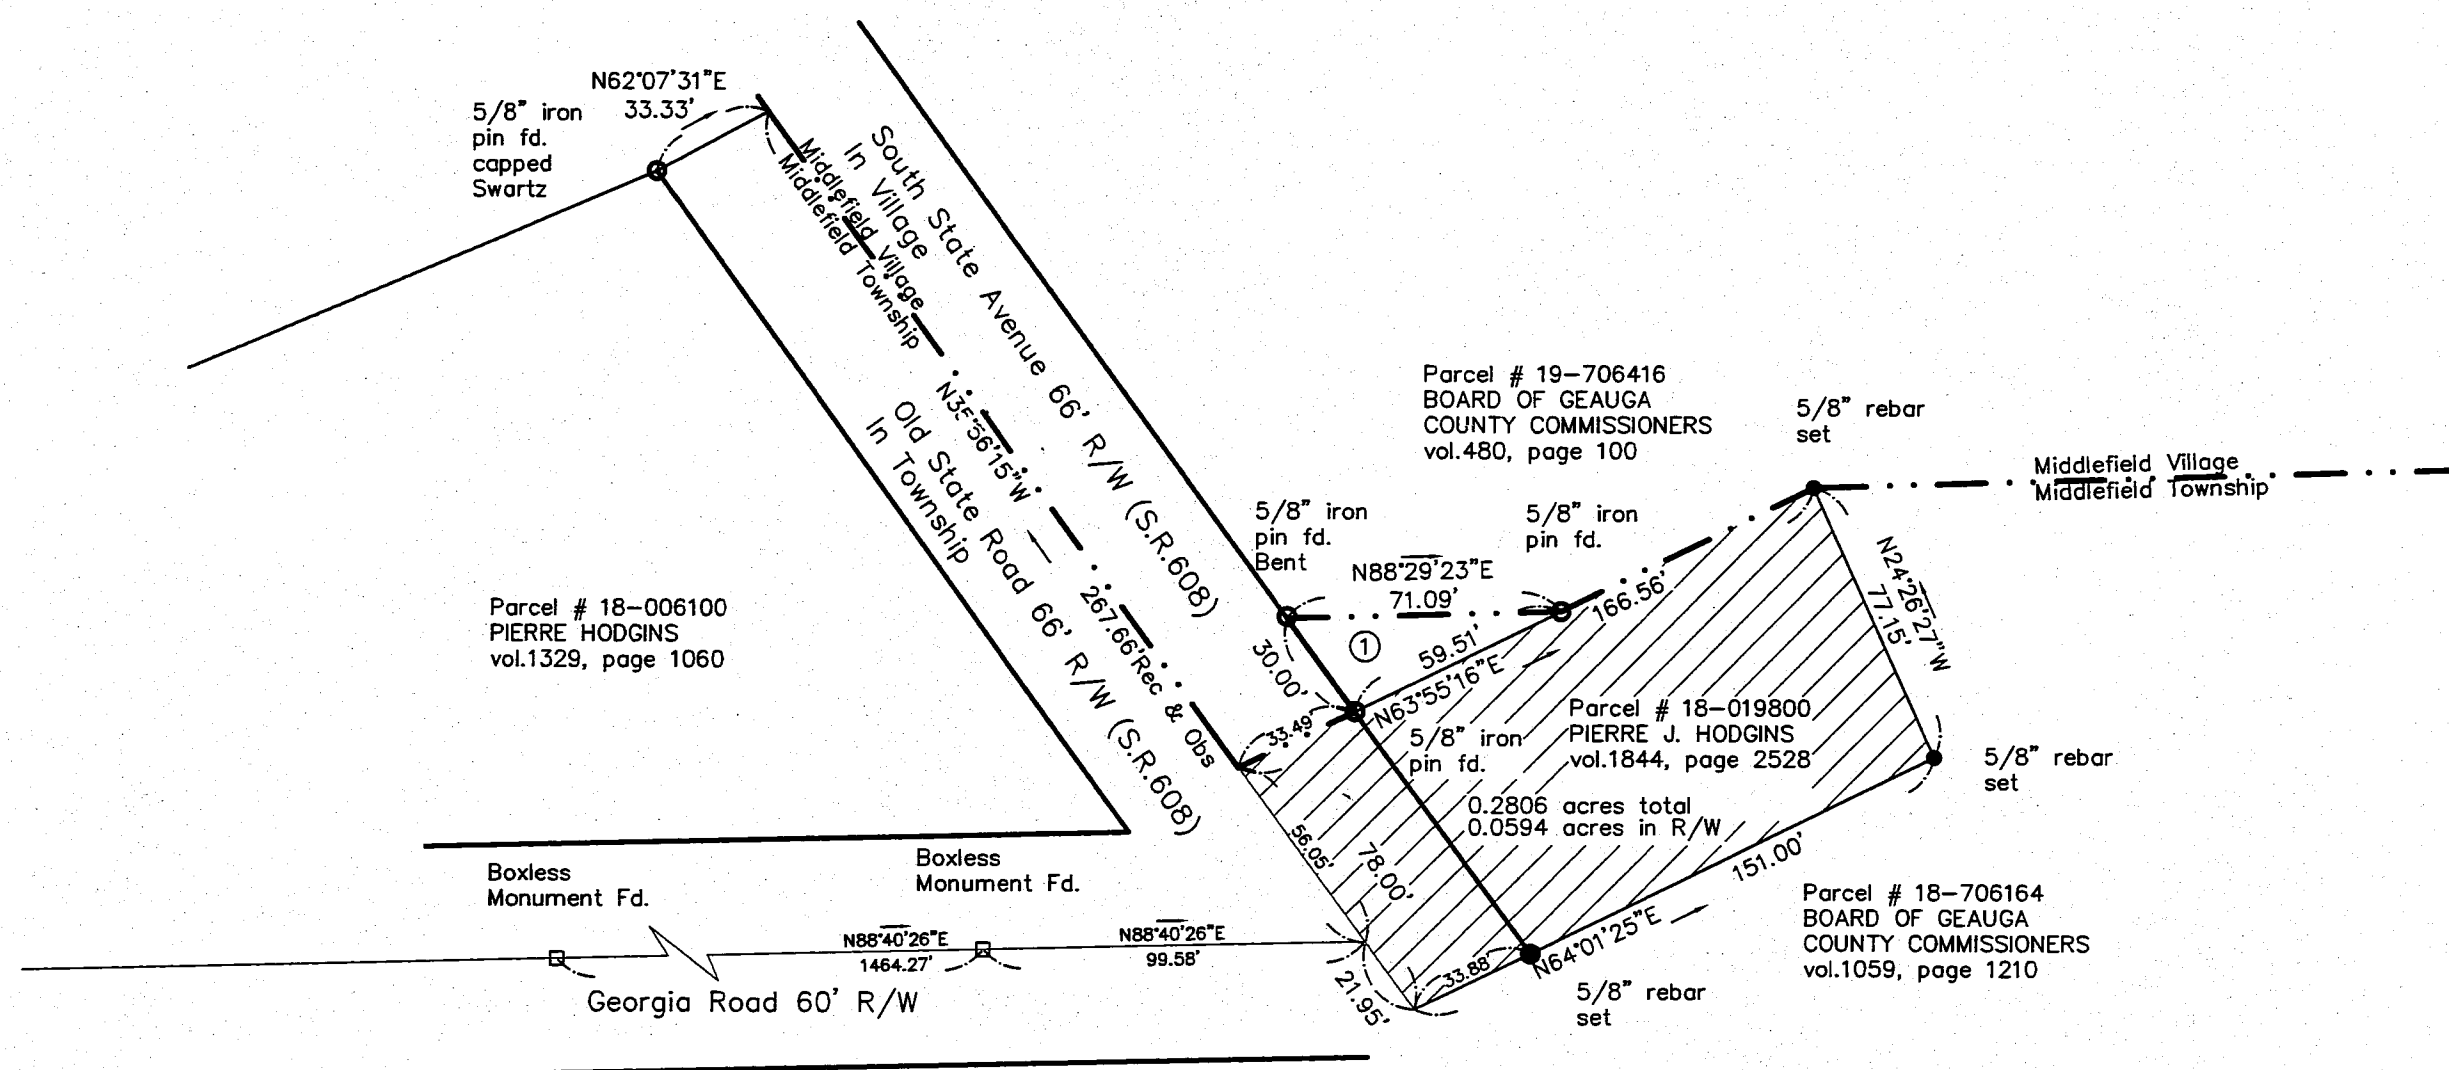 N62°07'31"E
33.33'
5/8" iron
pin fd.
capped
Swartz
South State Avenue 66' R/W (S.R.608)
In Village
Middlefield Village
Middlefield Township
N35°56'15"W
267.66'Rec & Obs
Old State Road 66' R/W (S.R.608)
In Township
Parcel # 19-706416
BOARD OF GEAUGA
COUNTY COMMISSIONERS
vol.480, page 100
5/8" rebar
set
Middlefield Village
Middlefield Township
5/8" iron
pin fd.
Bent
5/8" iron
pin fd.
N88°29'23"E
71.09'
1
30.00'
59.51'
166.56'
N63°55'16"E
N24°26'27"W
77.15'
33.49'
5/8" iron
pin fd.
Parcel # 18-019800
PIERRE J. HODGINS
vol.1844, page 2528
0.2806 acres total
0.0594 acres in R/W
5/8" rebar
set
Parcel # 18-006100
PIERRE HODGINS
vol.1329, page 1060
56.05'
78.00'
151.00'
N64°01'25"E
33.88'
21.95'
5/8" rebar
set
Parcel # 18-706164
BOARD OF GEAUGA
COUNTY COMMISSIONERS
vol.1059, page 1210
Boxless
Monument Fd.
Boxless
Monument Fd.
N88°40'26"E
1464.27'
N88°40'26"E
99.58'
Georgia Road 60' R/W